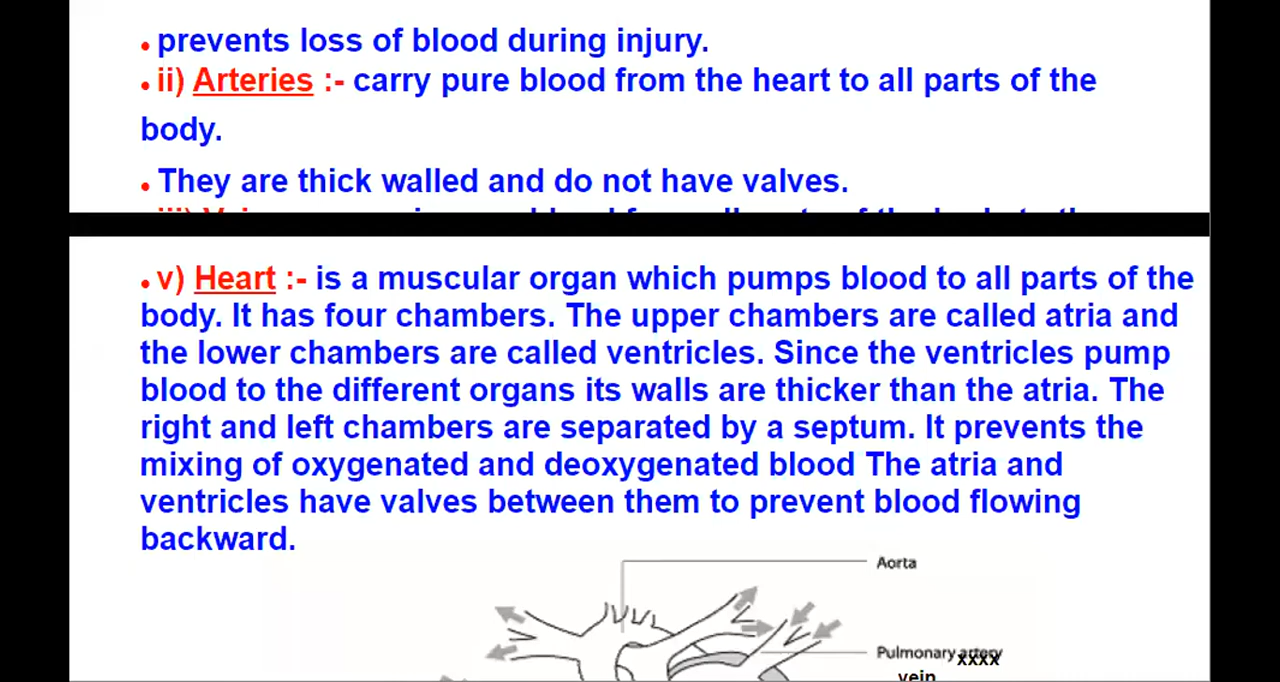 • prevents loss of blood during injury.
• ii) Arteries :- carry pure blood from the heart to all parts of the
body.
• They are thick walled and do not have valves.
• v) Heart :- is a muscular organ which pumps blood to all parts of the
body. It has four chambers. The upper chambers are called atria and
the lower chambers are called ventricles. Since the ventricles pump
blood to the different organs its walls are thicker than the atria. The
right and left chambers are separated by a septum. It prevents the
mixing of oxygenated and deoxygenated blood The atria and
ventricles have valves between them to prevent blood flowing
backward.
Aorta
Pulmonary artery
xxxx
vein